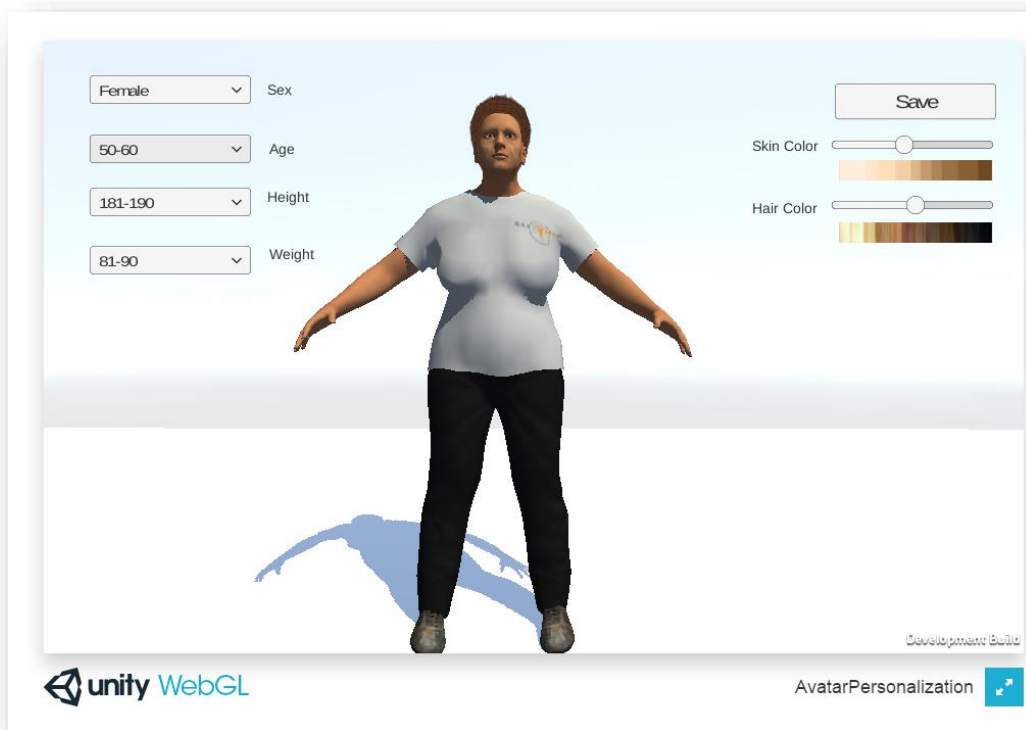 Female
Sex
50-60
Age
181-190
Height
81-90
Weight
Save
Skin Color
Hair Color
Development Build
unity WebGL
AvatarPersonalization